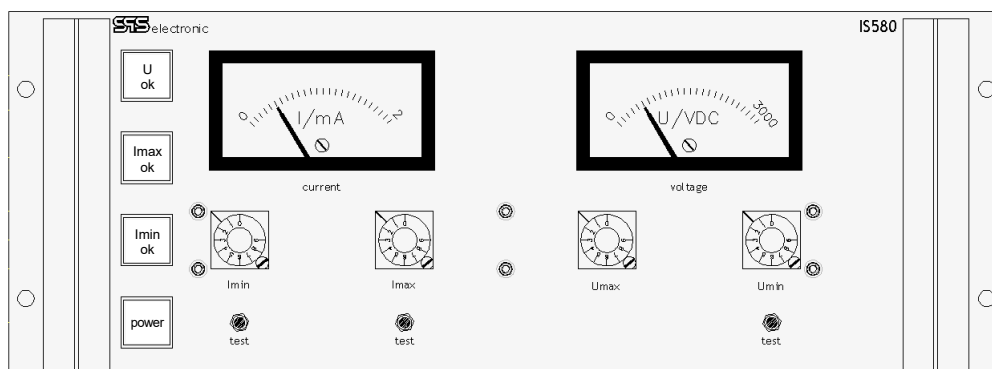 STS electronic
IS580
U
ok
0
I/mA
2
0
U/VDC
3000
Imax
ok
current
voltage
Imin
ok
Imin
Imax
Umax
Umin
power
test
test
test